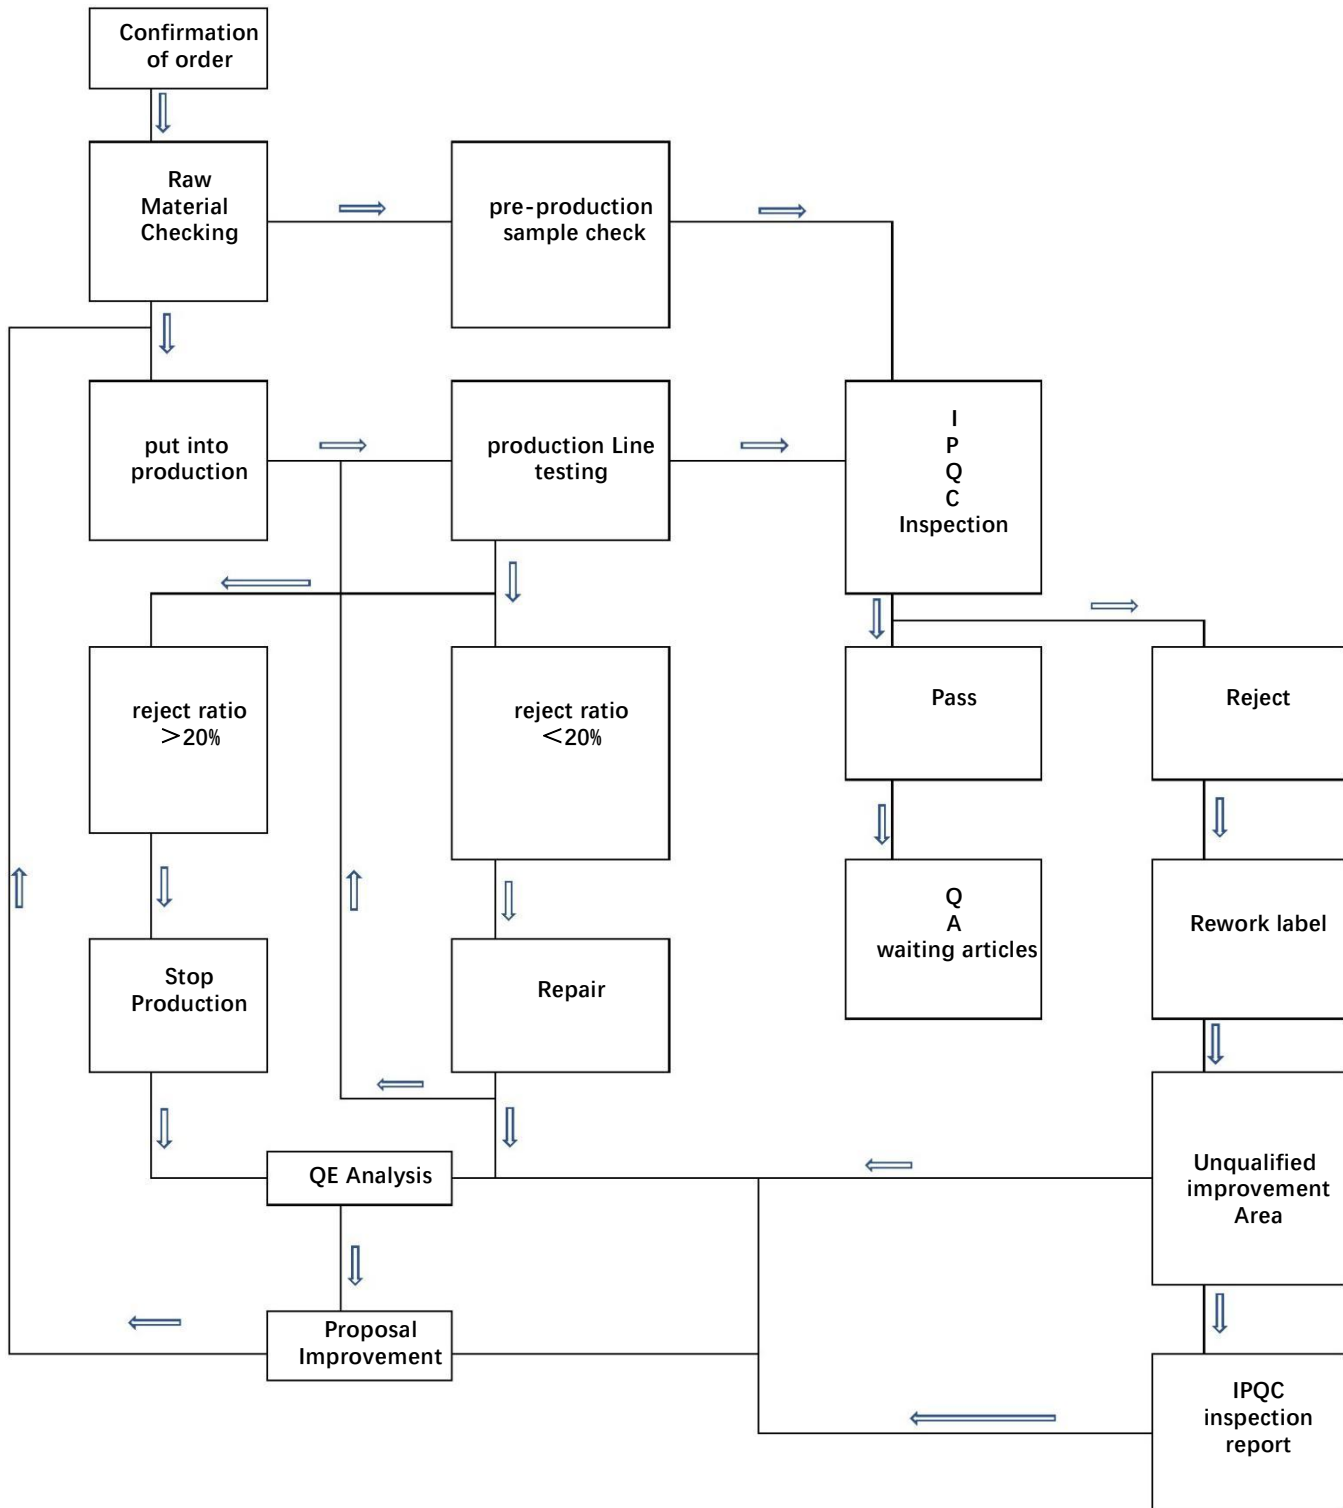 Confirmation
of order
Raw
Material
Checking
pre-production
sample check
put into
production
production Line
testing
I
P
Q
C
Inspection
reject ratio
＞20%
reject ratio
＜20%
Pass
Reject
Q
A
waiting articles
Rework label
Stop
Production
Repair
QE Analysis
Unqualified
improvement
Area
Proposal
Improvement
IPQC
inspection
report